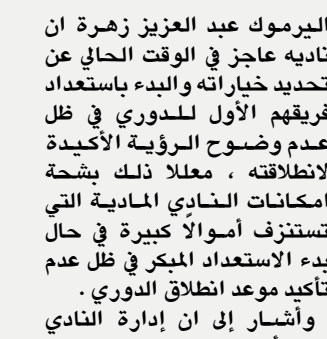 اليرموك عبد العزيز زهرة ان
ناديه عاجز في الوقت الحالي عن
تحديد خياراته والبدء باستعداد
فريقهم الأول للدوري في ظل
عدم وضوح الرؤية الأكيدة
لانطلاقته ، معللا ذلك بشحة
امكانات النادي المادية التي
تستنزف أموالًا كبيرة في حال
بدء الاستعداد المبكر في ظل عدم
تأكيد موعد انطلاق الدوري .
وأشار إلى ان إدارة النادي